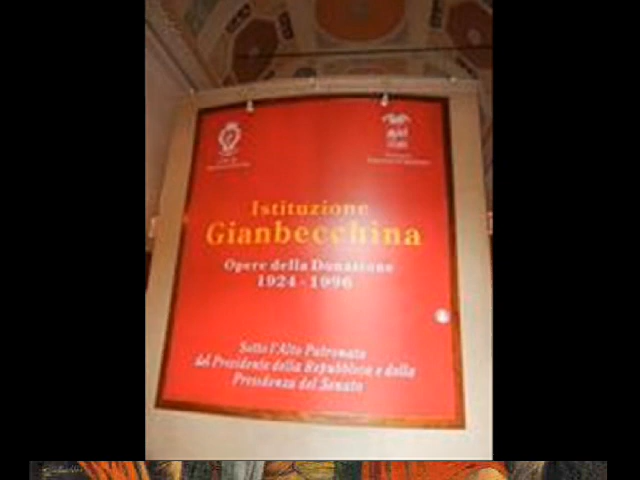 Istituzione
Gianbecchina
Opere della Donazione
1924 - 1996
Sotto l'Alto Patronato
del Presidente della Repubblica e della
Presidenza del Senato